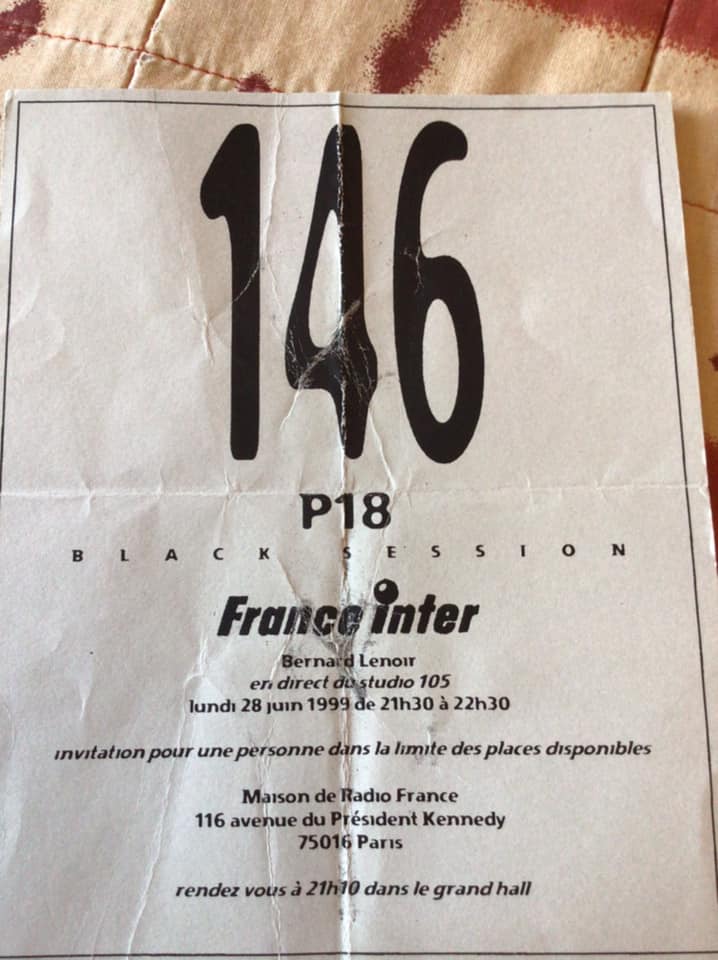 146
P18
BLACK SESSION
France inter
Bernard Lenoir
en direct du studio 105
lundi 28 juin 1999 de 21h30 à 22h30
invitation pour une personne dans la limite des places disponibles
Maison de Radio France
116 avenue du Président Kennedy
75016 Paris
rendez vous à 21h10 dans le grand hall